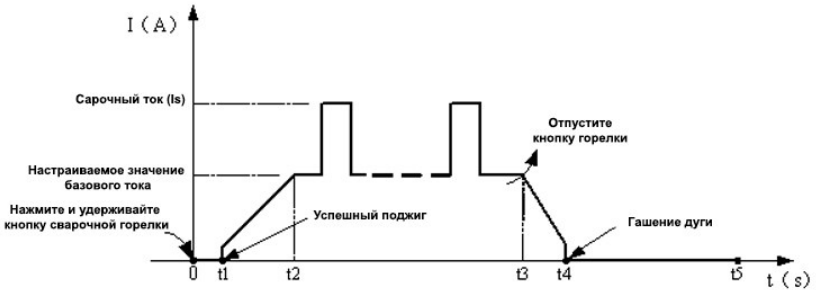 I (A)
Сарочный ток (Is)
Отпустите
кнопку горелки
Настраиваемое значение
базового тока
Нажмите и удерживайте
кнопку сварочной горелки
Успешный поджиг
Гашение дуги
0
t1
t2
t3
t4
t5
t (s)